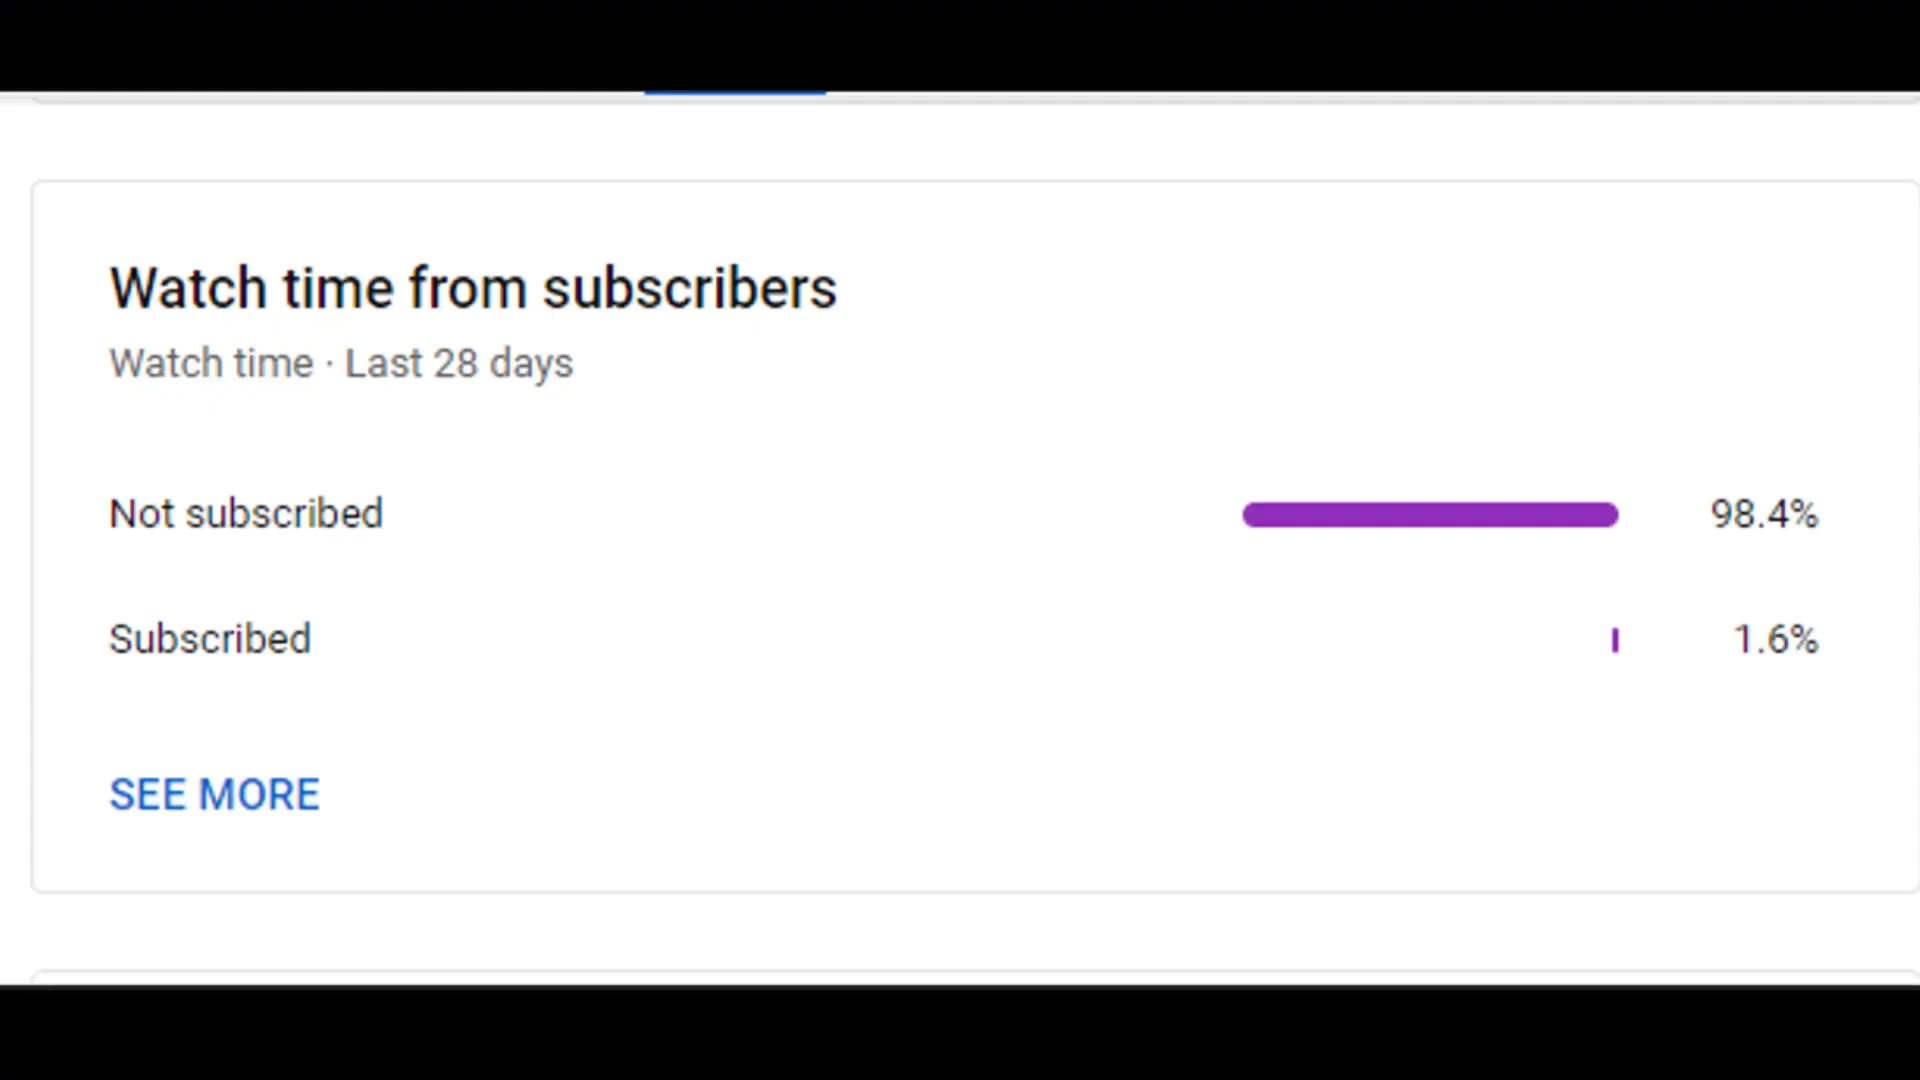 Watch time from subscribers
Watch time · Last 28 days
Not subscribed 98.4%
Subscribed 1.6%
SEE MORE